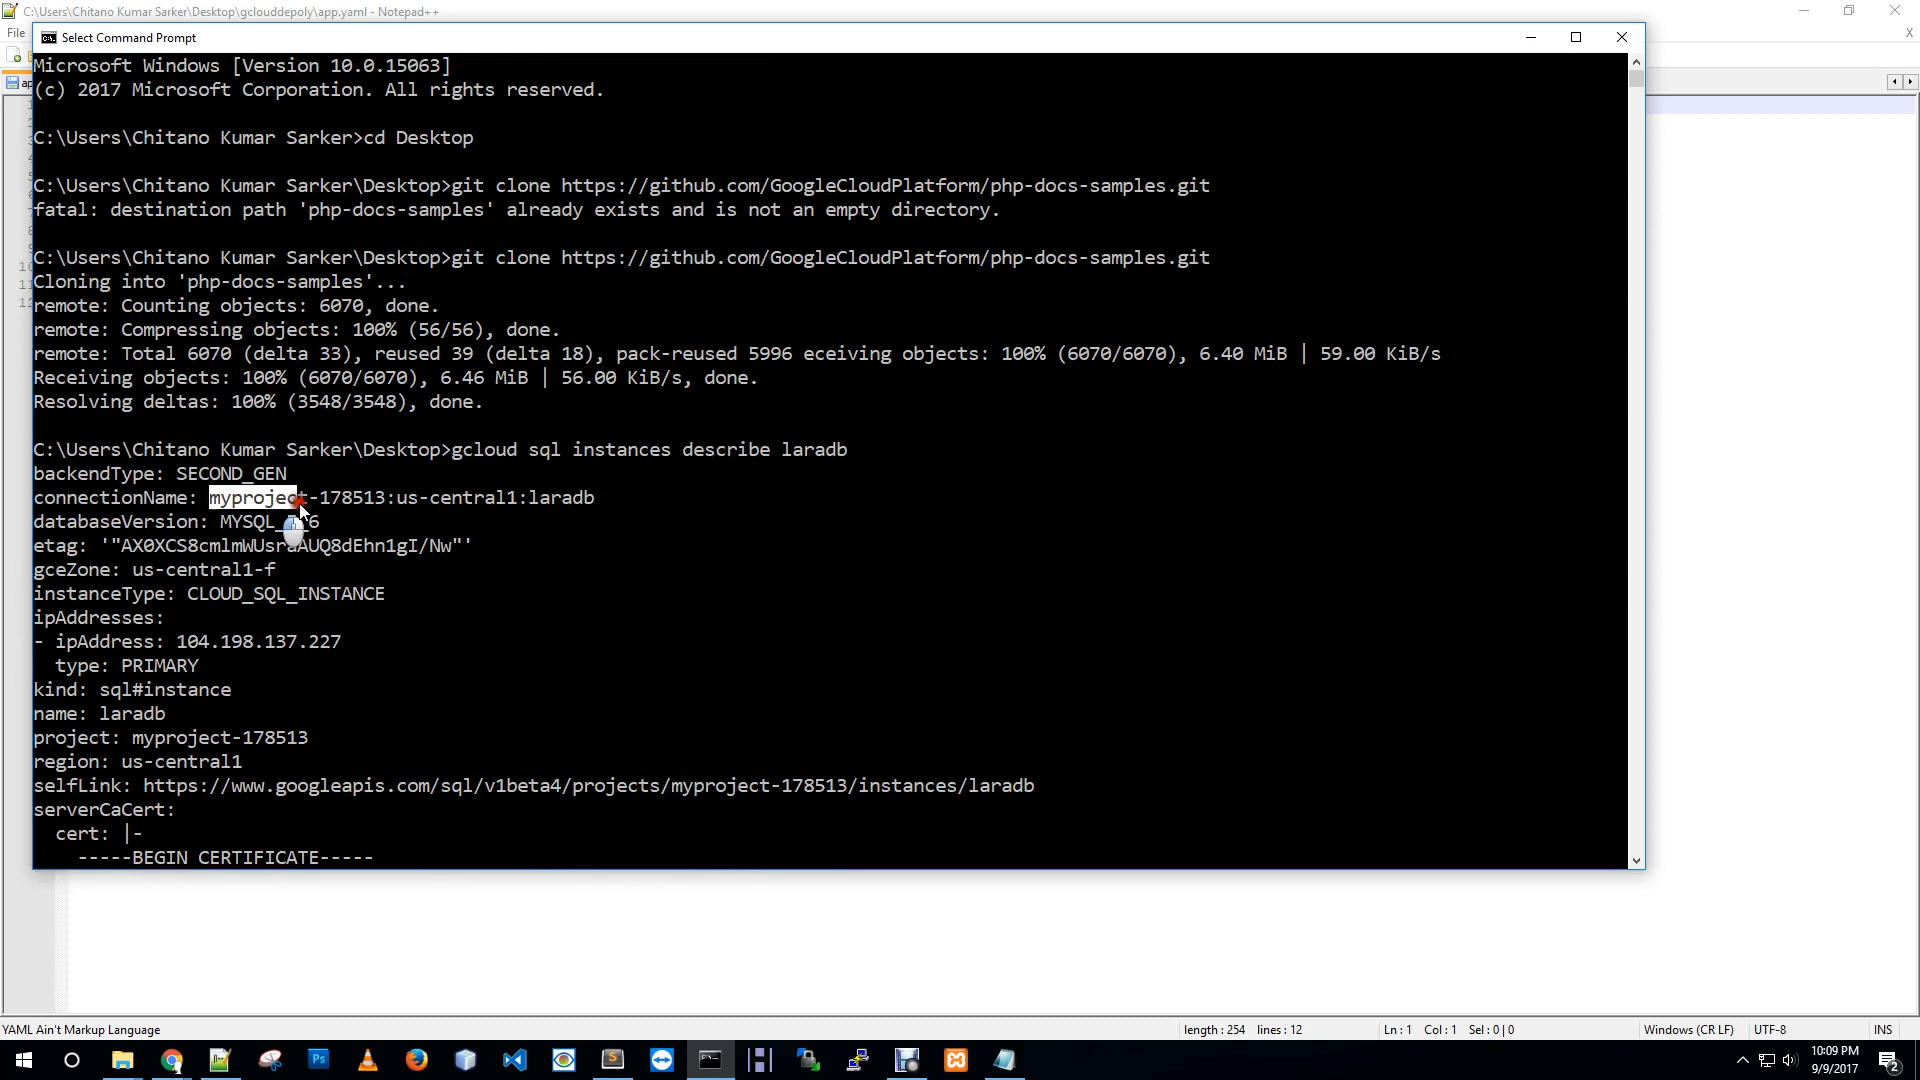 C:\Users\Chitano Kumar Sarker\Desktop\gclouddepoly\app.yaml - Notepad++
File
Select Command Prompt
Microsoft Windows [Version 10.0.15063]
(c) 2017 Microsoft Corporation. All rights reserved.
C:\Users\Chitano Kumar Sarker>cd Desktop
C:\Users\Chitano Kumar Sarker\Desktop>git clone https://github.com/GoogleCloudPlatform/php-docs-samples.git
fatal: destination path 'php-docs-samples' already exists and is not an empty directory.
C:\Users\Chitano Kumar Sarker\Desktop>git clone https://github.com/GoogleCloudPlatform/php-docs-samples.git
Cloning into 'php-docs-samples'...
remote: Counting objects: 6070, done.
remote: Compressing objects: 100% (56/56), done.
remote: Total 6070 (delta 33), reused 39 (delta 18), pack-reused 5996 eceiving objects: 100% (6070/6070), 6.40 MiB | 59.00 KiB/s
Receiving objects: 100% (6070/6070), 6.46 MiB | 56.00 KiB/s, done.
Resolving deltas: 100% (3548/3548), done.
C:\Users\Chitano Kumar Sarker\Desktop>gcloud sql instances describe laradb
backendType: SECOND_GEN
connectionName: myproject-178513:us-central1:laradb
databaseVersion: MYSQL_ 6
etag: '"AX0XCS8cmlmWUsr AUQ8dEhn1gI/Nw"'
gceZone: us-central1-f
instanceType: CLOUD_SQL_INSTANCE
ipAddresses:
- ipAddress: 104.198.137.227
type: PRIMARY
kind: sql#instance
name: laradb
project: myproject-178513
region: us-central1
selfLink: https://www.googleapis.com/sql/v1beta4/projects/myproject-178513/instances/laradb
serverCaCert:
cert: |-
-----BEGIN CERTIFICATE-----
YAML Ain't Markup Language
length : 254 lines : 12
Ln : 1 Col : 1 Sel : 0 | 0
Windows (CR LF)
UTF-8
INS
10:09 PM
9/9/2017
2